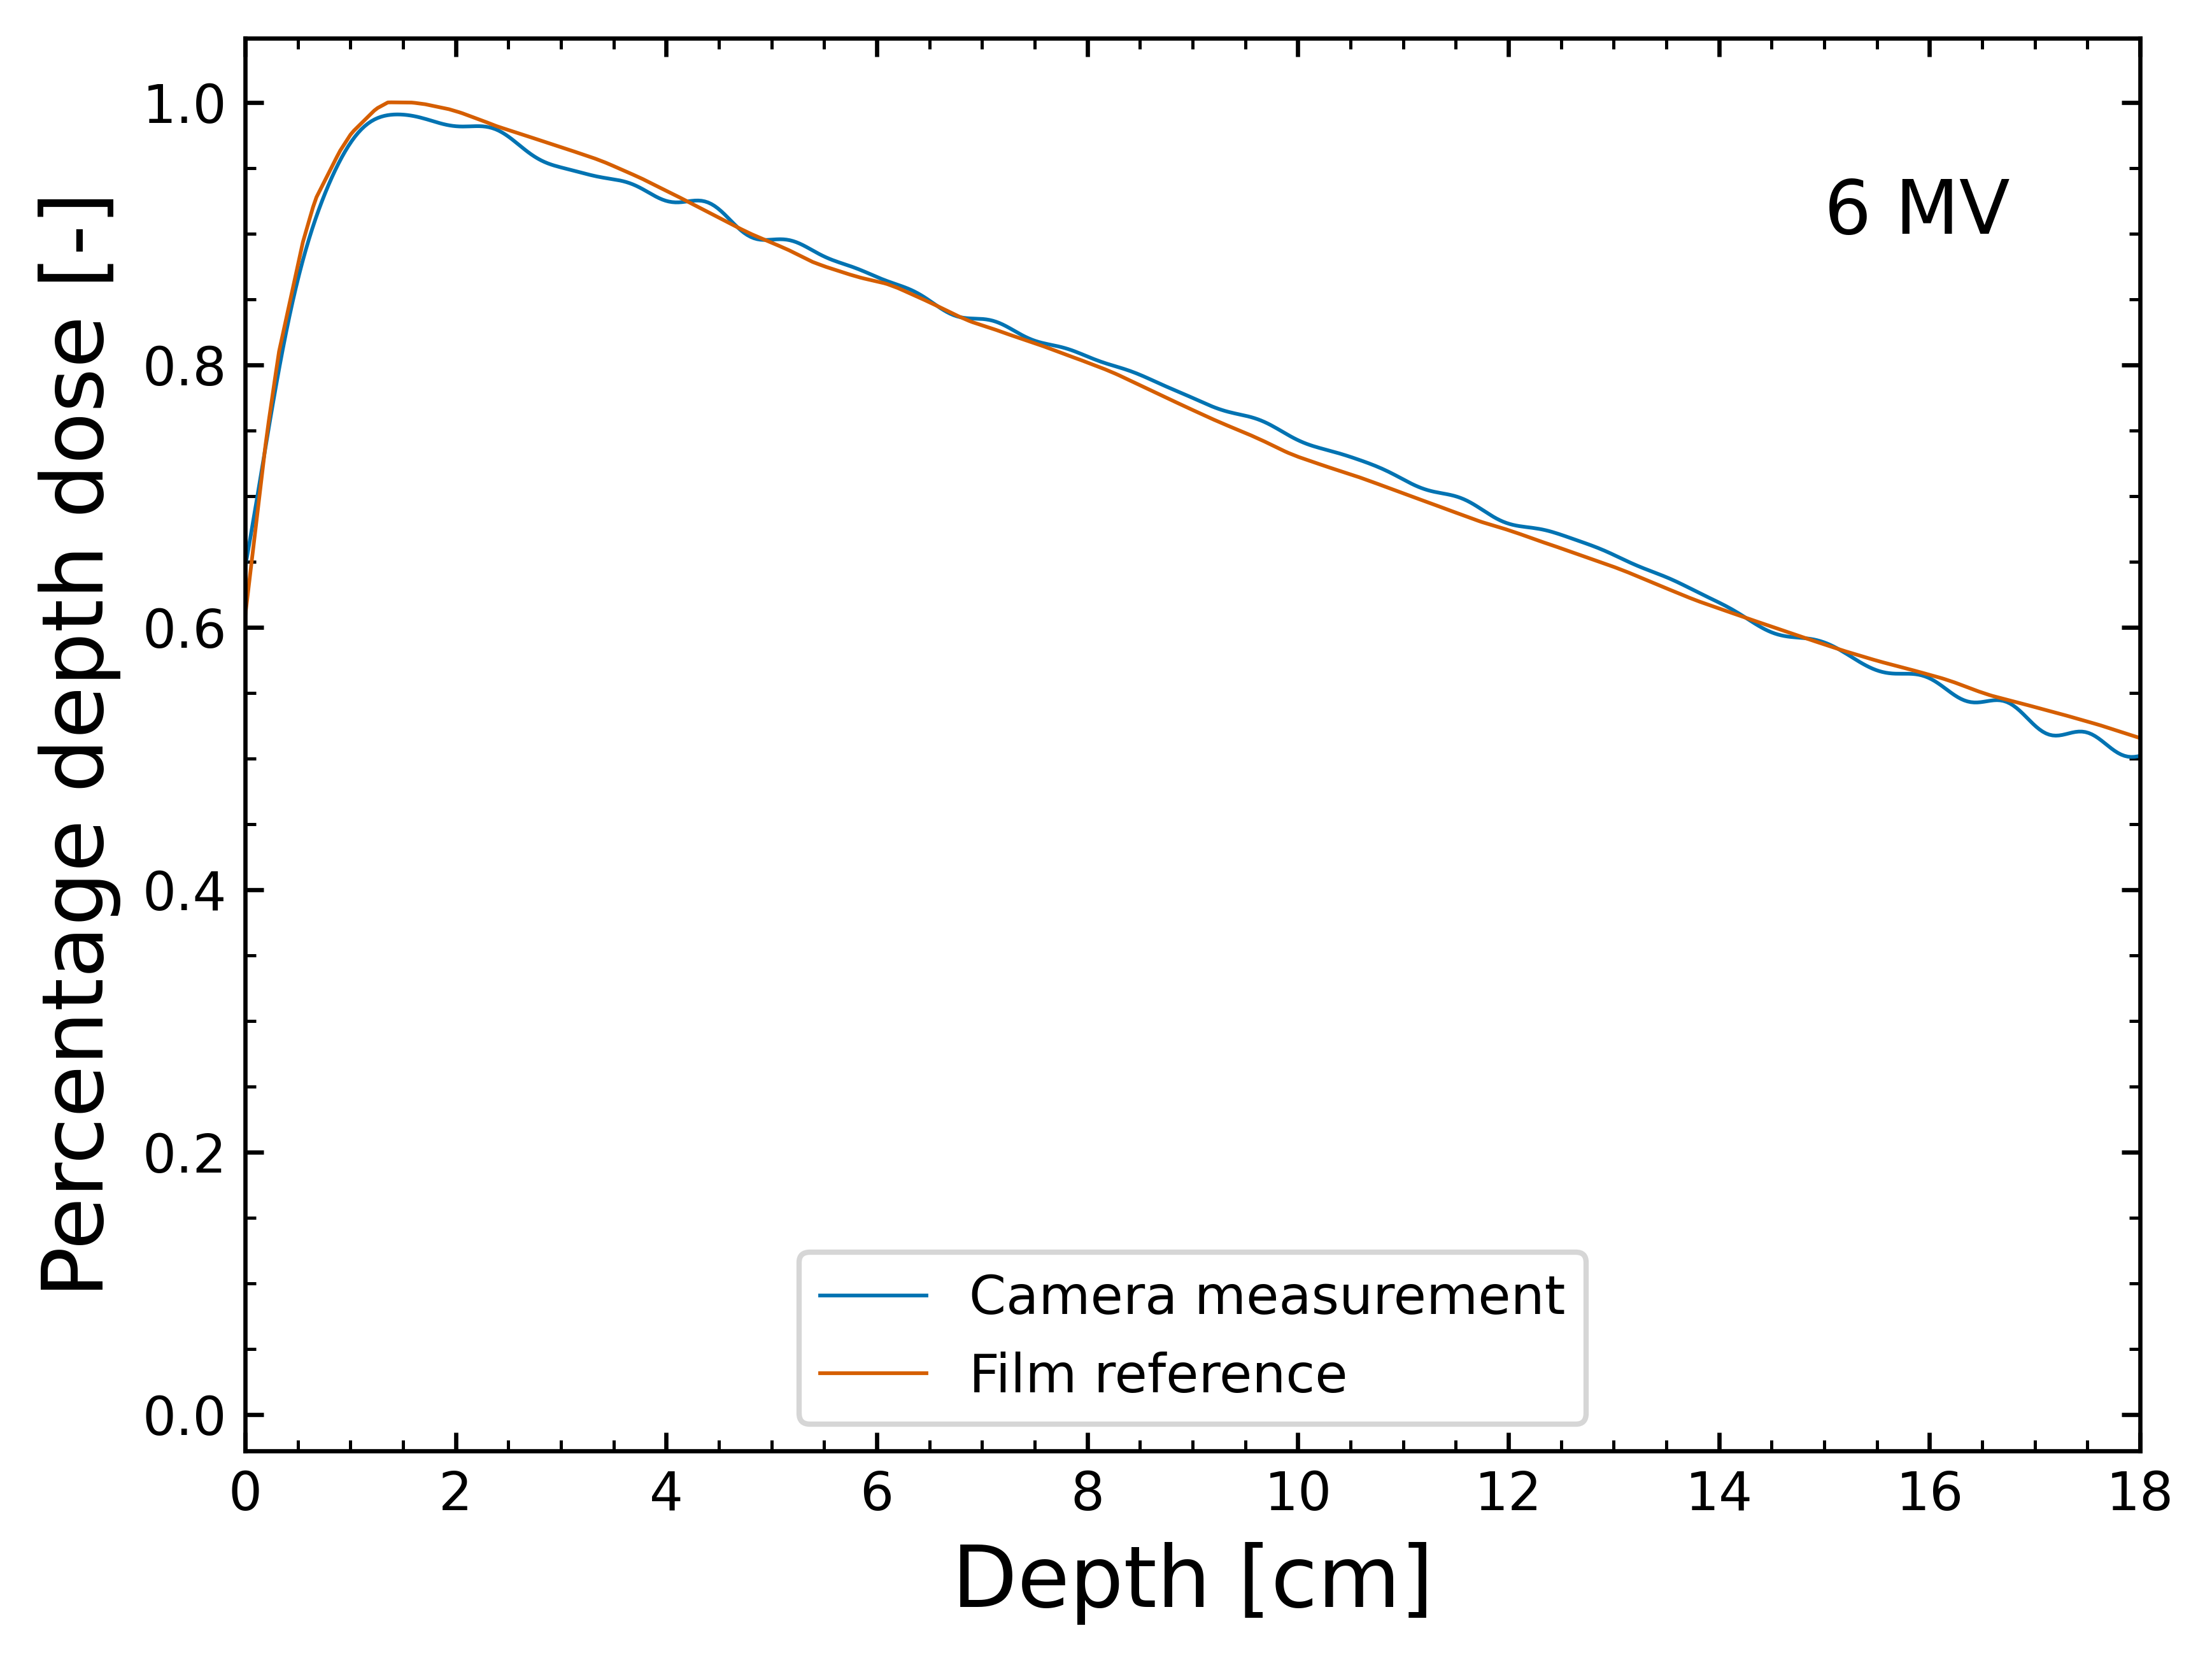 1.0
0.8
0.6
0.4
0.2
0.0
Percentage depth dose [-]
6 MV
Camera measurement
Film reference
0 2 4 6 8 10 12 14 16 18
Depth [cm]